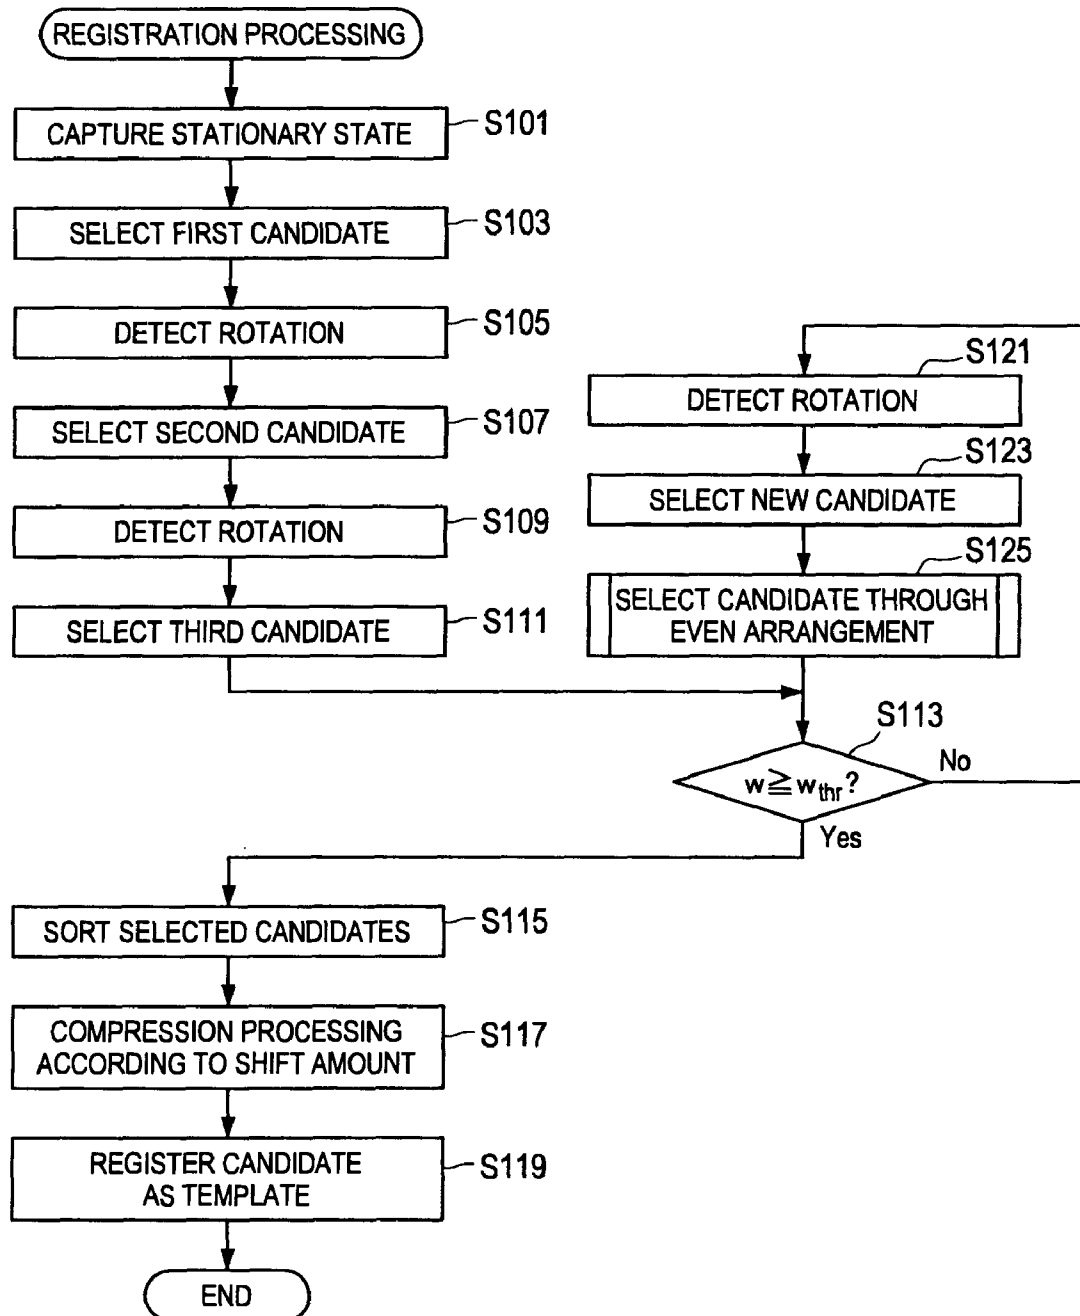 REGISTRATION PROCESSING
CAPTURE STATIONARY STATE
S101
SELECT FIRST CANDIDATE
S103
DETECT ROTATION
S105
SELECT SECOND CANDIDATE
S107
DETECT ROTATION
S109
SELECT THIRD CANDIDATE
S111
S121
DETECT ROTATION
S123
SELECT NEW CANDIDATE
S125
SELECT CANDIDATE THROUGH
EVEN ARRANGEMENT
S113
w≧wthr?
No
Yes
SORT SELECTED CANDIDATES
S115
COMPRESSION PROCESSING
ACCORDING TO SHIFT AMOUNT
S117
REGISTER CANDIDATE
AS TEMPLATE
S119
END